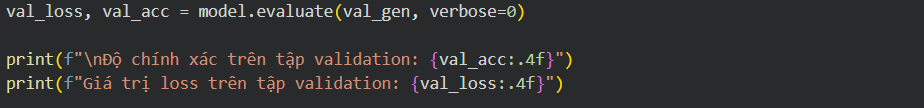 val_loss, val_acc = model.evaluate(val_gen, verbose=0)
print(f"\nĐộ chính xác trên tập validation: {val_acc:.4f}")
print(f"Giá trị loss trên tập validation: {val_loss:.4f}")